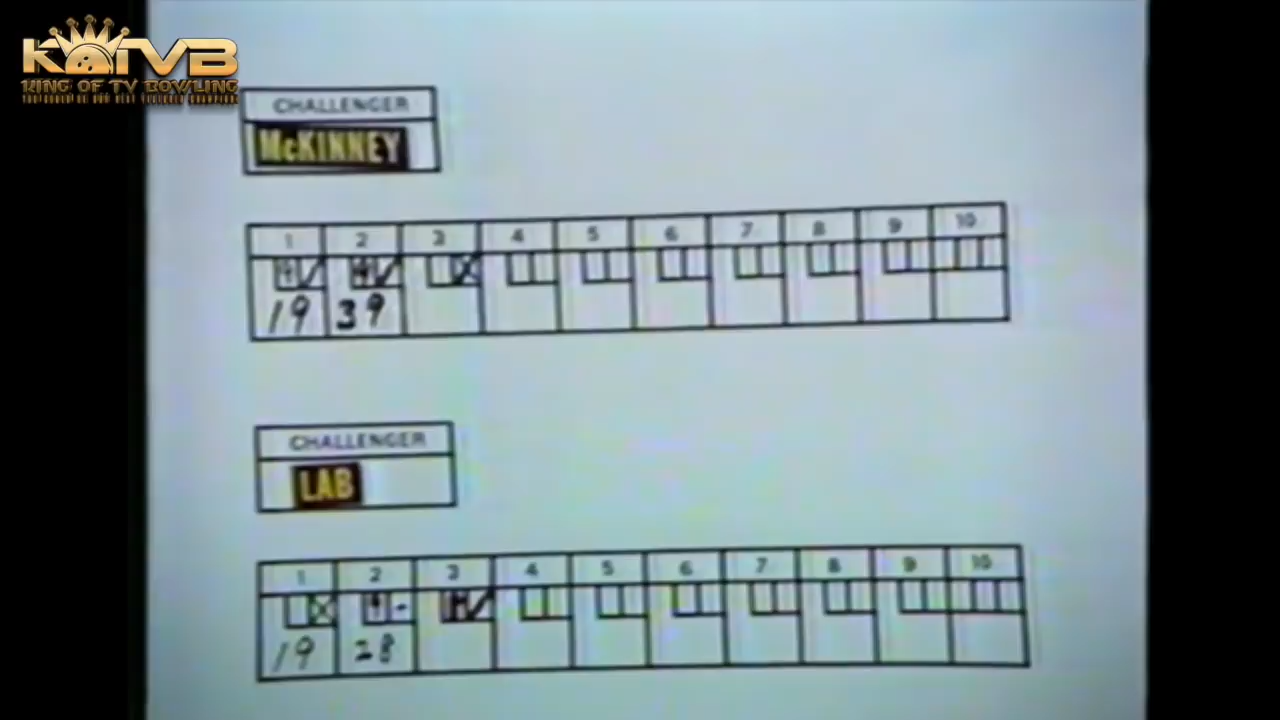 KOTVB
KING OF TV BOWLING
CHALLENGER
McKINNEY
1 2 3 4 5 6 7 8 9 10
19 39
CHALLENGER
LAB
1 2 3 4 5 6 7 8 9 10
19 28